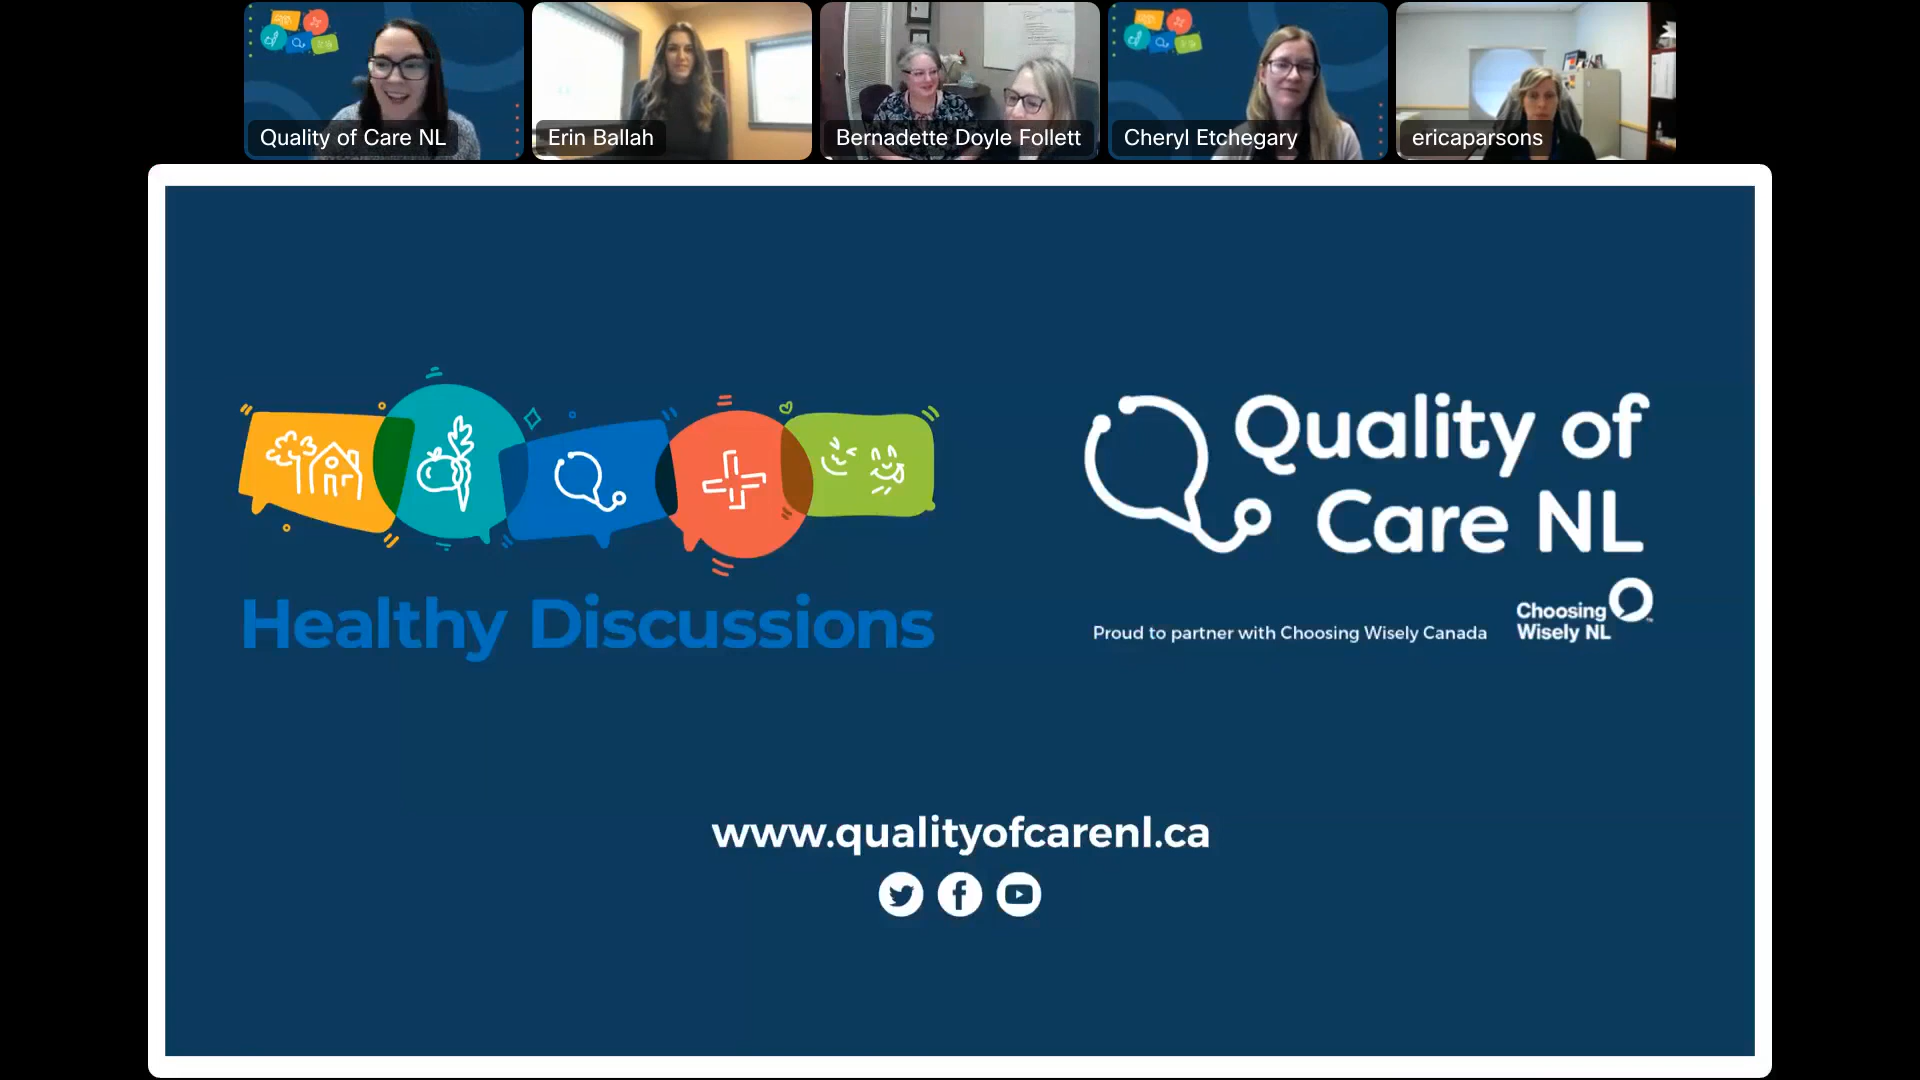 Quality of Care NL
Erin Ballah
Bernadette Doyle Follett
Cheryl Etchegary
ericaparsons
Healthy Discussions
Quality of
Care NL
Proud to partner with Choosing Wisely Canada
Choosing
Wisely NL
www.qualityofcarenl.ca